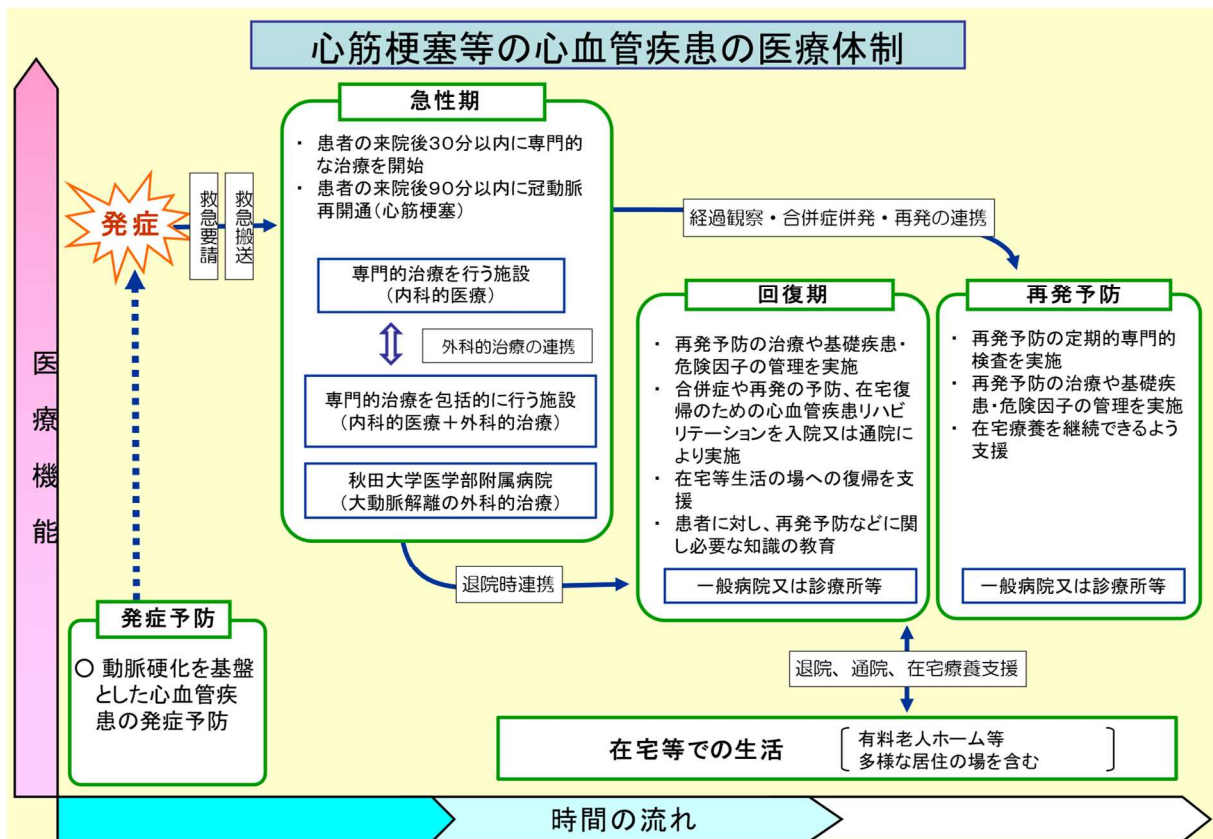 心筋梗塞等の心血管疾患の医療体制
医療機能
発症
救急要請
救急搬送
急性期
・ 患者の来院後30分以内に専門的
な治療を開始
・ 患者の来院後90分以内に冠動脈
再開通(心筋梗塞)
専門的治療を行う施設
(内科的医療)
外科的治療の連携
専門的治療を包括的に行う施設
(内科的医療+外科的治療)
秋田大学医学部附属病院
(大動脈解離の外科的治療)
経過観察・合併症併発・再発の連携
退院時連携
回復期
・ 再発予防の治療や基礎疾患・
危険因子の管理を実施
・ 合併症や再発の予防、在宅復
帰のための心血管疾患リハビ
リテーションを入院又は通院に
より実施
・ 在宅等生活の場への復帰を支
援
・ 患者に対し、再発予防などに関
し必要な知識の教育
一般病院又は診療所等
再発予防
・ 再発予防の定期的専門的
検査を実施
・ 再発予防の治療や基礎疾
患・危険因子の管理を実施
・ 在宅療養を継続できるよう
支援
一般病院又は診療所等
発症予防
○ 動脈硬化を基盤
とした心血管疾
患の発症予防
退院、通院、在宅療養支援
在宅等での生活
有料老人ホーム等
多様な居住の場を含む
時間の流れ